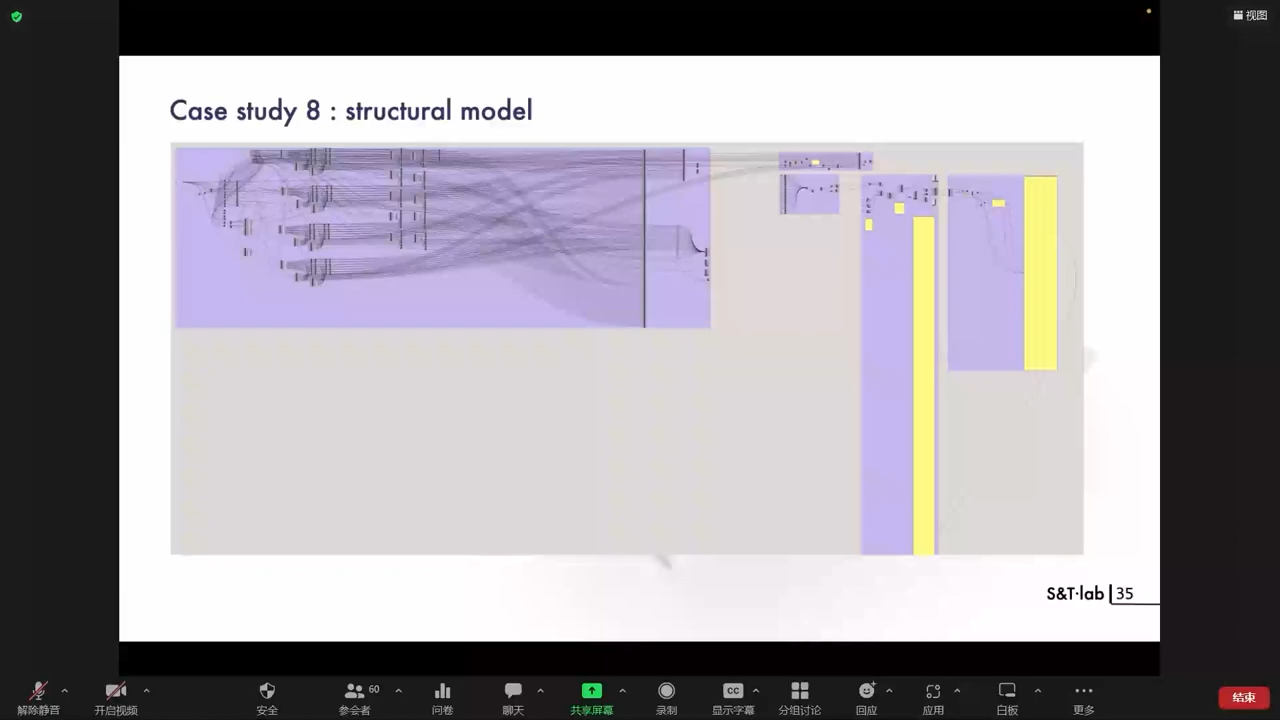 视图
Case study 8 : structural model
S&T·lab 35
60
CC
解除静音
开启视频
安全
参会者
问卷
聊天
共享屏幕
录制
显示字幕
分组讨论
回应
应用
白板
更多
结束